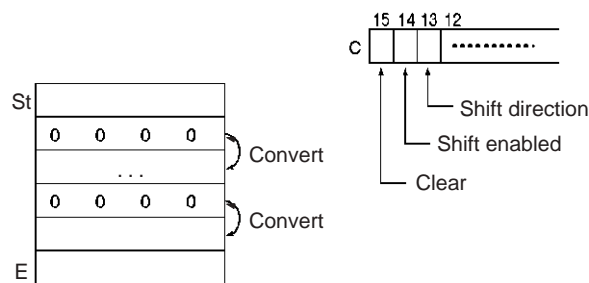 15 14 13 12
C ...........
Shift direction
Shift enabled
Clear
St
0 0 0 0
Convert
. . .
0 0 0 0
Convert
E